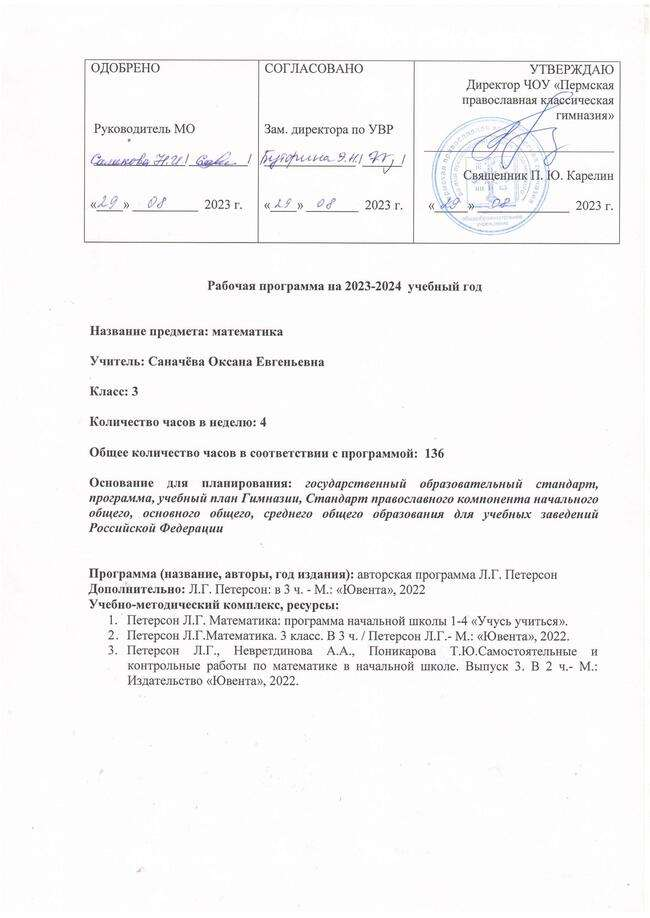 ОДОБРЕНО
Руководитель МО
«29» 08 2023 г.
СОГЛАСОВАНО
Зам. директора по УВР
Буторина Э.Н.
«29» 08 2023 г.
УТВЕРЖДАЮ
Директор ЧОУ «Пермская
православная классическая
гимназия»
Священник П. Ю. Карелин
«29» 08 2023 г.
общеобразовательное
учреждение
Рабочая программа на 2023-2024 учебный год
Название предмета: математика
Учитель: Саначёва Оксана Евгеньевна
Класс: 3
Количество часов в неделю: 4
Общее количество часов в соответствии с программой: 136
Основание для планирования: государственный образовательный стандарт,
программа, учебный план Гимназии, Стандарт православного компонента начального
общего, основного общего, среднего общего образования для учебных заведений
Российской Федерации
Программа (название, авторы, год издания): авторская программа Л.Г. Петерсон
Дополнительно: Л.Г. Петерсон: в 3 ч. - М.: «Ювента», 2022
Учебно-методический комплекс, ресурсы:
1. Петерсон Л.Г. Математика: программа начальной школы 1-4 «Учусь учиться».
2. Петерсон Л.Г.Математика. 3 класс. В 3 ч. / Петерсон Л.Г.- М.: «Ювента», 2022.
3. Петерсон Л.Г., Невретдинова А.А., Поникарова Т.Ю.Самостоятельные и
контрольные работы по математике в начальной школе. Выпуск 3. В 2 ч.- М.:
Издательство «Ювента», 2022.